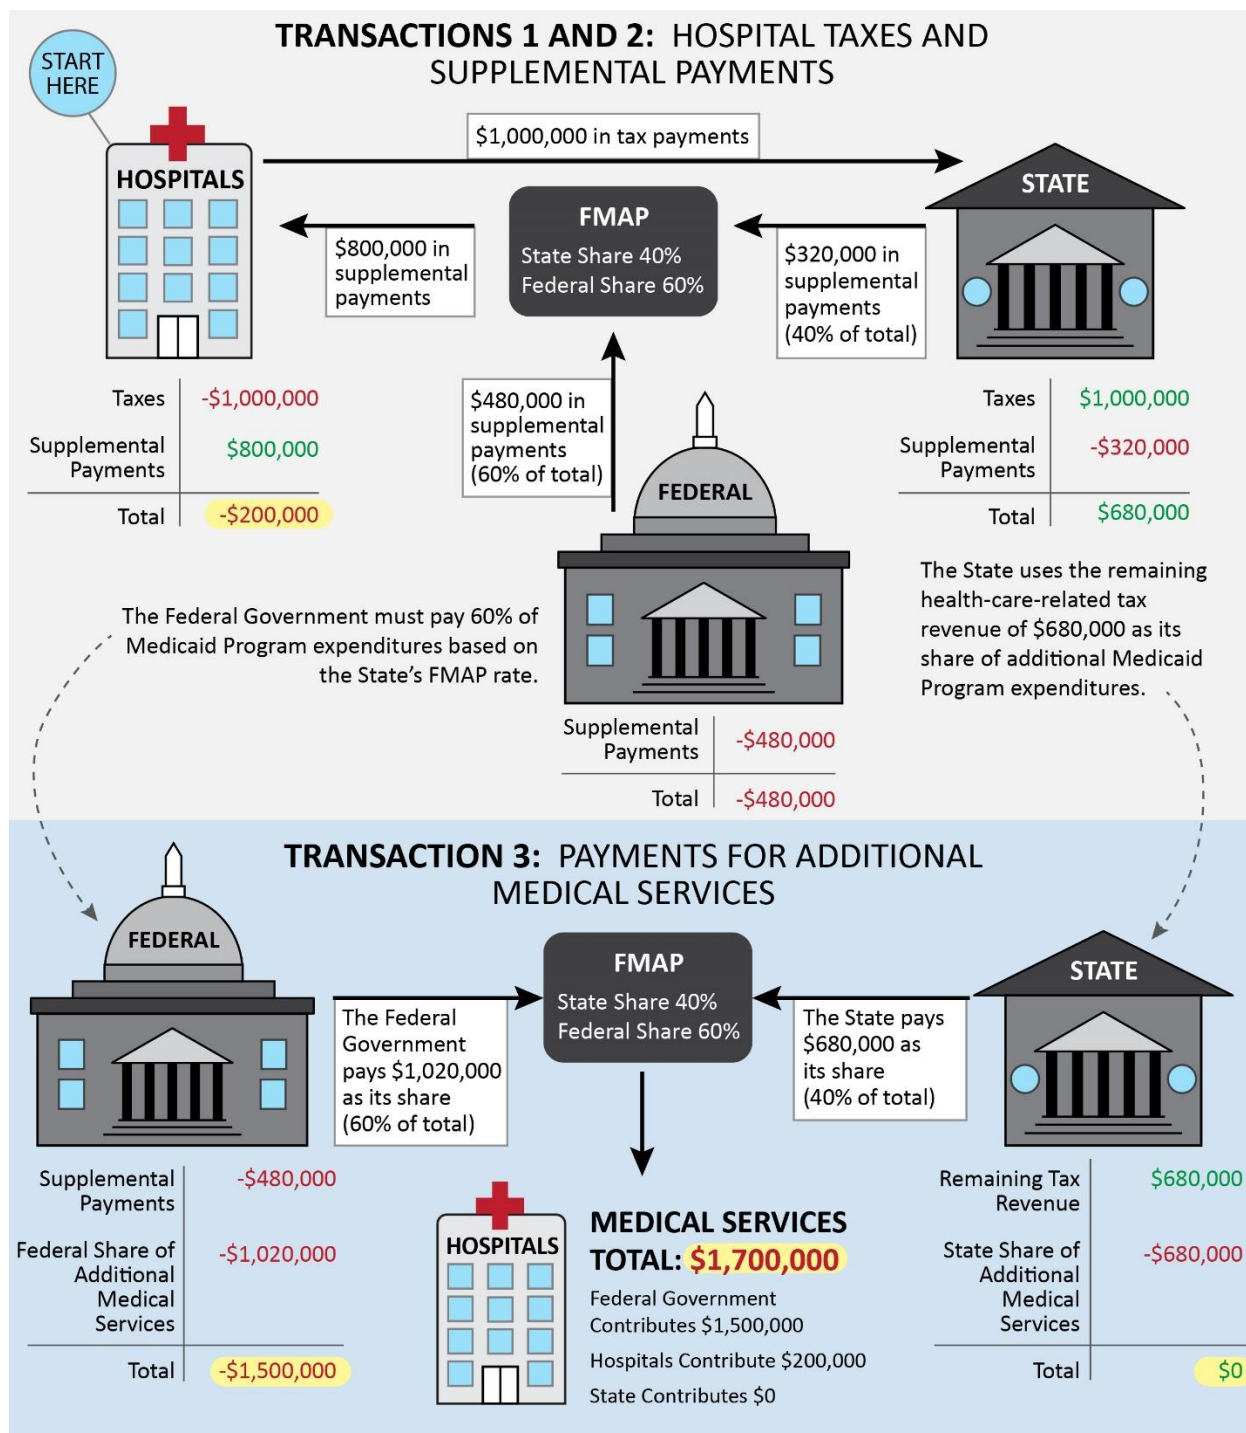 TRANSACTIONS 1 AND 2: HOSPITAL TAXES AND
SUPPLEMENTAL PAYMENTS
START
HERE
$1,000,000 in tax payments
HOSPITALS
STATE
FMAP
State Share 40%
Federal Share 60%
$800,000 in
supplemental
payments
$320,000 in
supplemental
payments
(40% of total)
$480,000 in
supplemental
payments
(60% of total)
FEDERAL
Taxes -$1,000,000
Supplemental
Payments $800,000
Total -$200,000
Taxes $1,000,000
Supplemental
Payments -$320,000
Total $680,000
The Federal Government must pay 60% of
Medicaid Program expenditures based on
the State's FMAP rate.
The State uses the remaining
health-care-related tax
revenue of $680,000 as its
share of additional Medicaid
Program expenditures.
Supplemental
Payments -$480,000
Total -$480,000
TRANSACTION 3: PAYMENTS FOR ADDITIONAL
MEDICAL SERVICES
FEDERAL
FMAP
State Share 40%
Federal Share 60%
STATE
The Federal
Government
pays $1,020,000
as its share
(60% of total)
The State pays
$680,000 as
its share
(40% of total)
Supplemental -$480,000
Payments
Federal Share of -$1,020,000
Additional
Medical
Services
Total -$1,500,000
HOSPITALS
MEDICAL SERVICES
TOTAL: $1,700,000
Federal Government
Contributes $1,500,000
Hospitals Contribute $200,000
State Contributes $0
Remaining Tax $680,000
Revenue
State Share of -$680,000
Additional
Medical
Services
Total $0